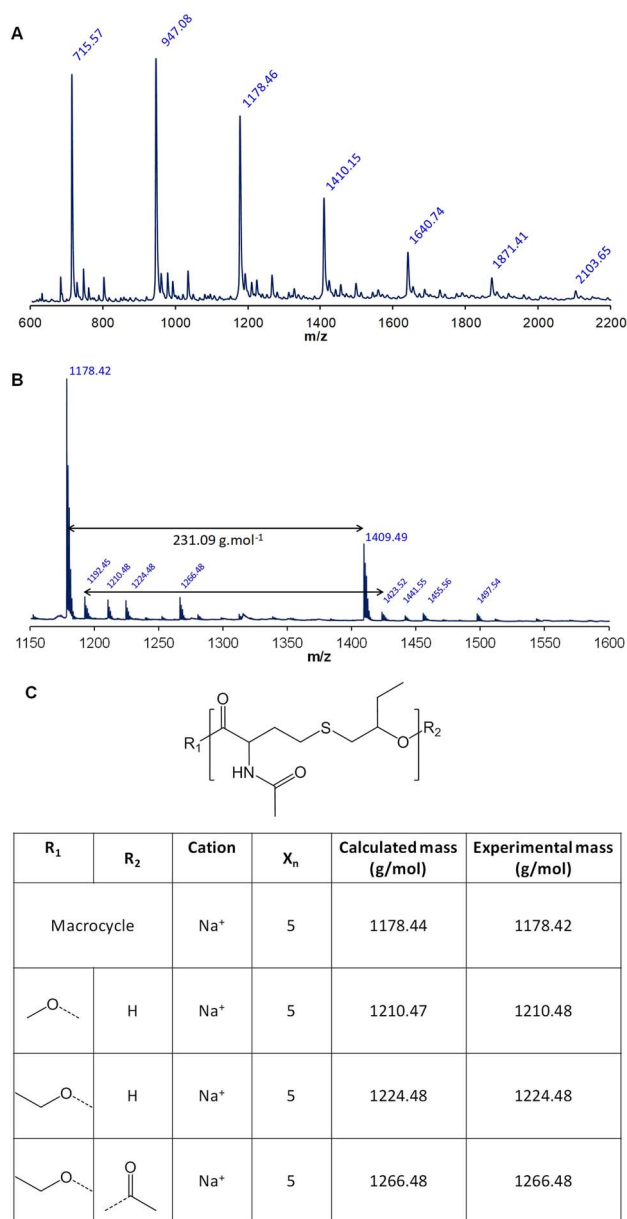 A
715.57
947.08
1178.46
1410.15
1640.74
1871.41
2103.65
600 800 1000 1200 1400 1600 1800 2000 2200
m/z
B
1178.42
231.09 g.mol⁻¹
1409.49
1192.45
1210.48
1224.48
1266.48
1423.52
1441.55
1455.56
1497.54
1150 1200 1250 1300 1350 1400 1450 1500 1550 1600
m/z
C
O
R₁ S O R₂
HN O
R₁ R₂ Cation Xₙ Calculated mass (g/mol) Experimental mass (g/mol)
Macrocycle Na⁺ 5 1178.44 1178.42
O H Na⁺ 5 1210.47 1210.48
O H Na⁺ 5 1224.48 1224.48
O O Na⁺ 5 1266.48 1266.48